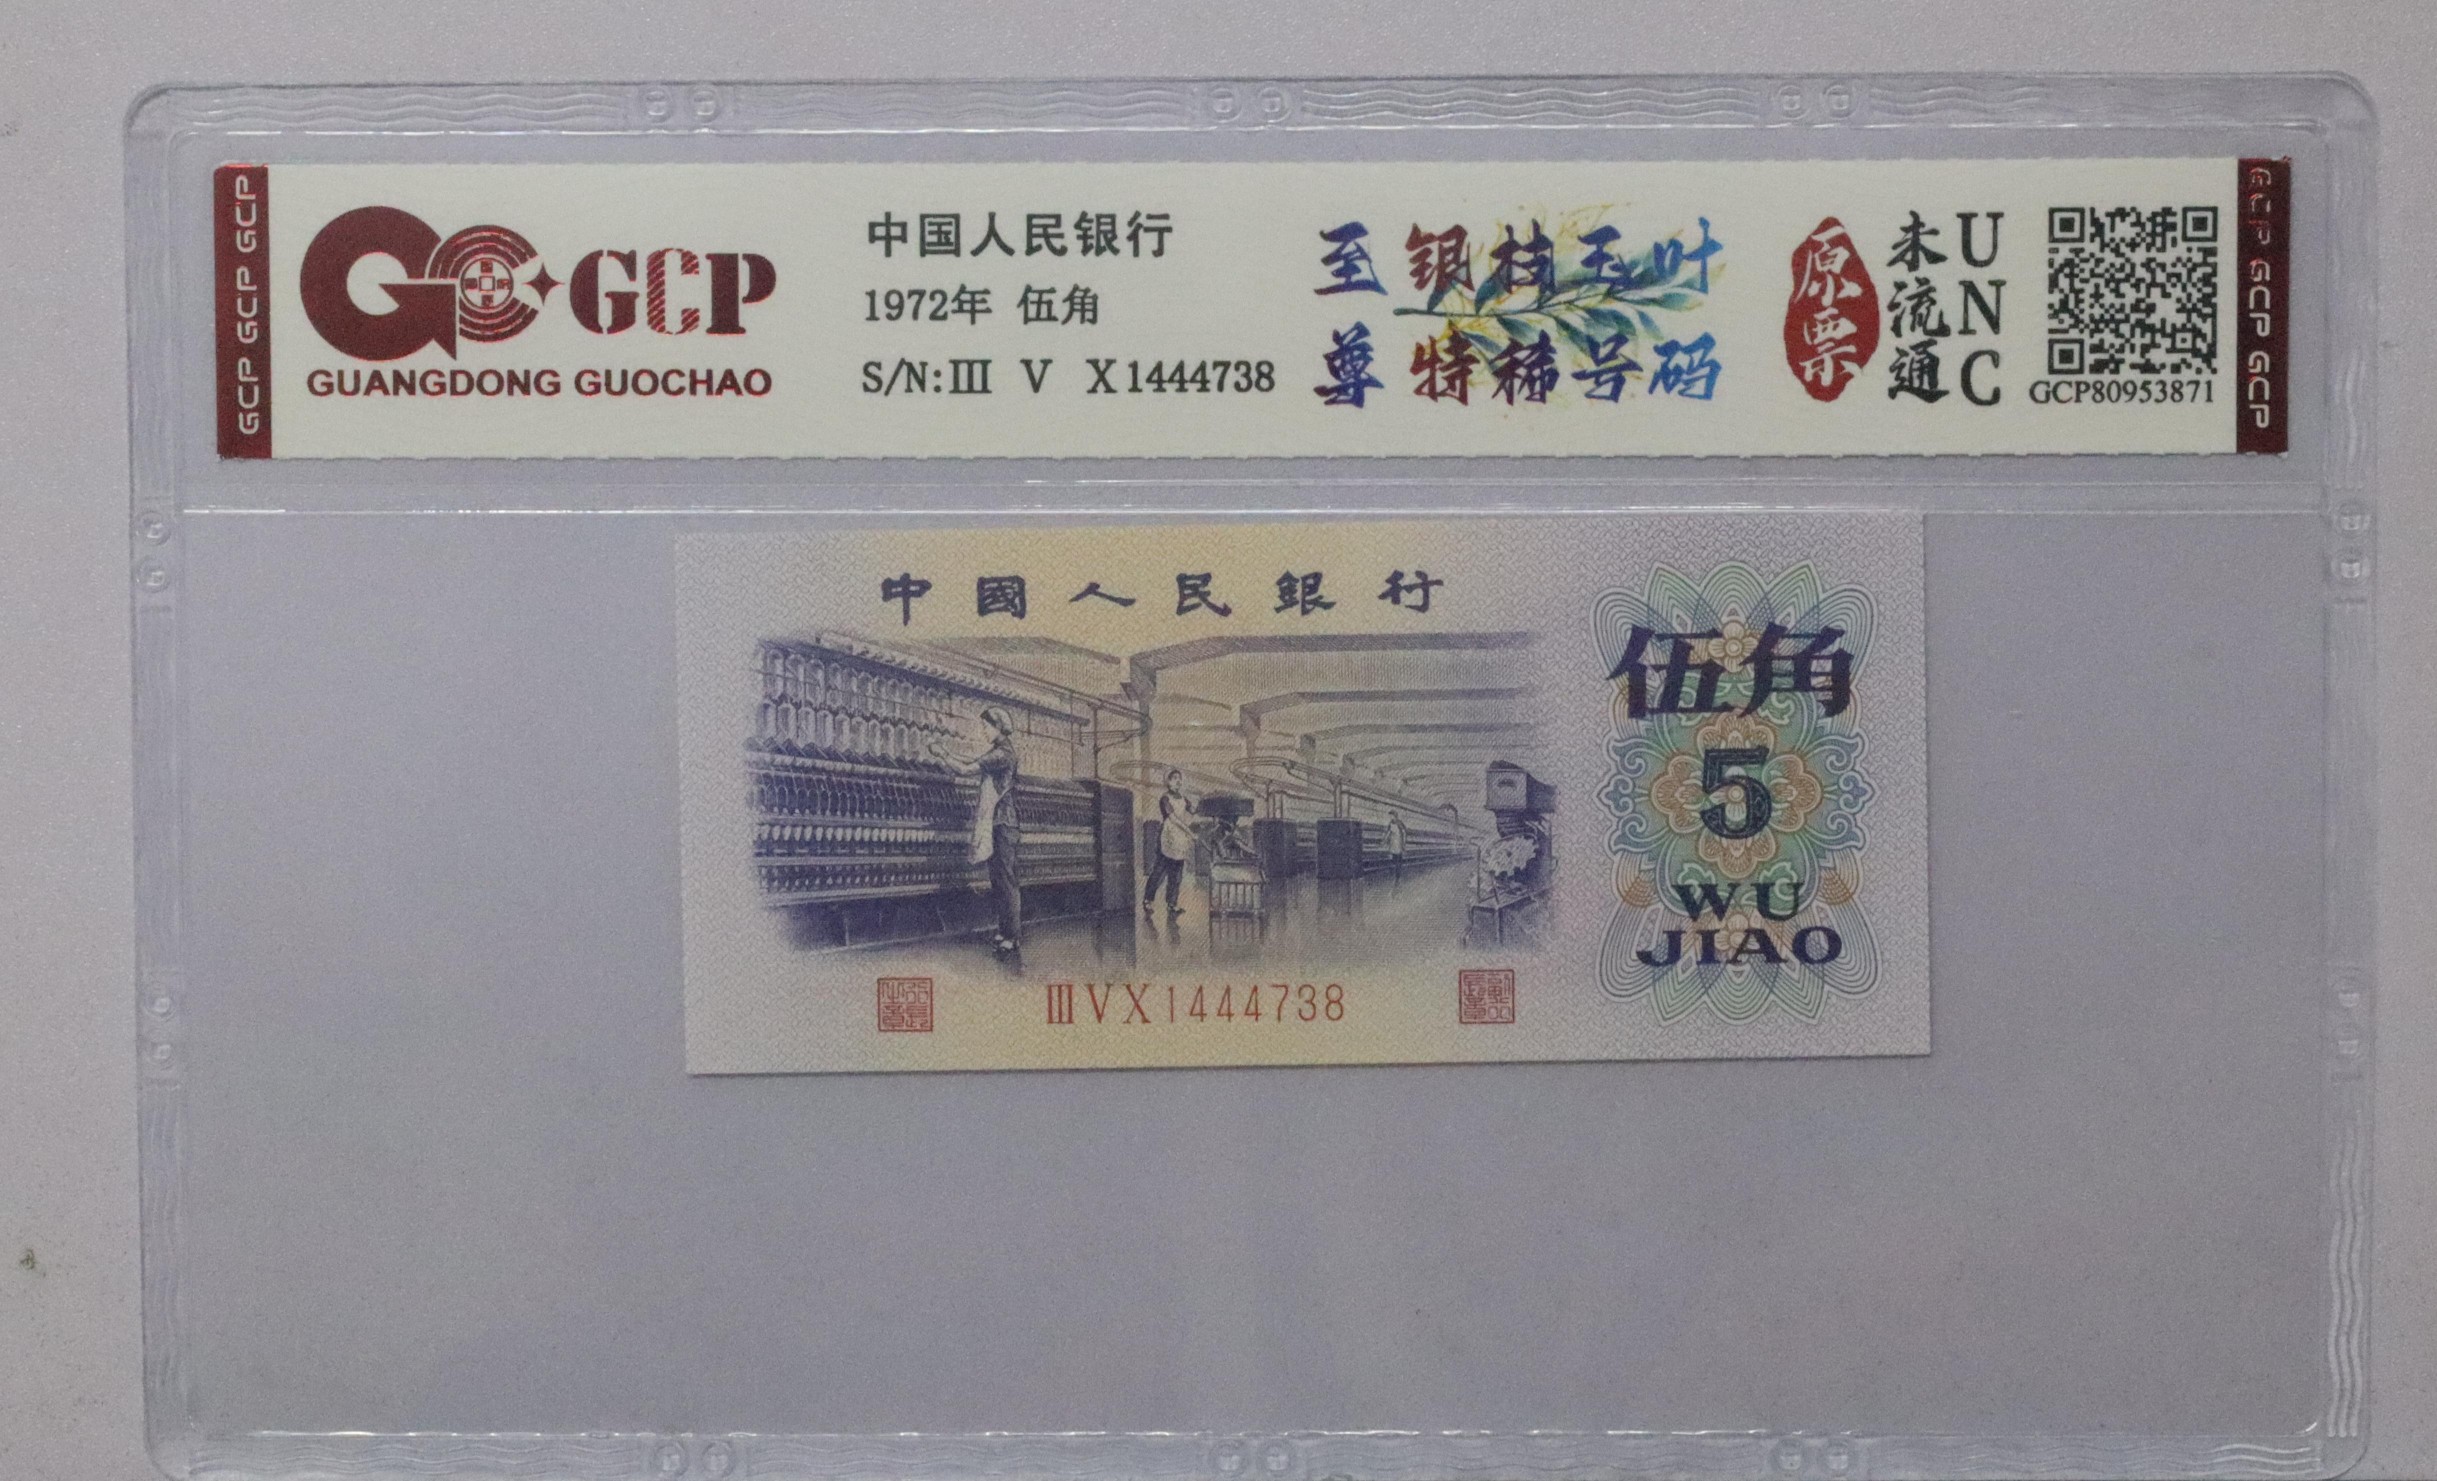 GCP GCP GCP
GCP
GUANGDONG GUOCHAO
中国人民银行
1972年 伍角
S/N:III V X1444738
至尊
银枝玉叶
特稀号码
原票
未流通
UNC
GCP80953871
GCP GCP GCP
中國人民銀行
伍角
5
WU
JIAO
IIIVX1444738